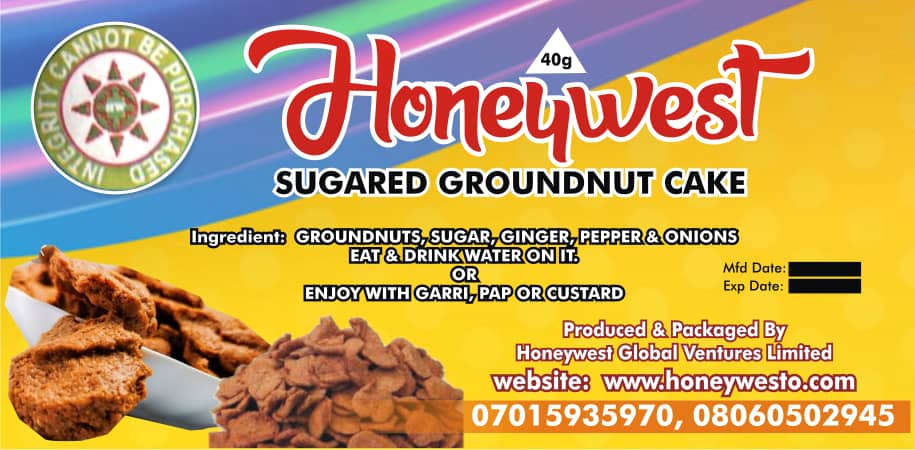 INTEGRITY CANNOT BE PURCHASED
40g
Honeywest
SUGARED GROUNDNUT CAKE
Ingredient: GROUNDNUTS, SUGAR, GINGER, PEPPER & ONIONS
EAT & DRINK WATER ON IT.
OR
ENJOY WITH GARRI, PAP OR CUSTARD
Mfd Date:
Exp Date:
Produced & Packaged By
Honeywest Global Ventures Limited
website: www.honeywesto.com
07015935970, 08060502945